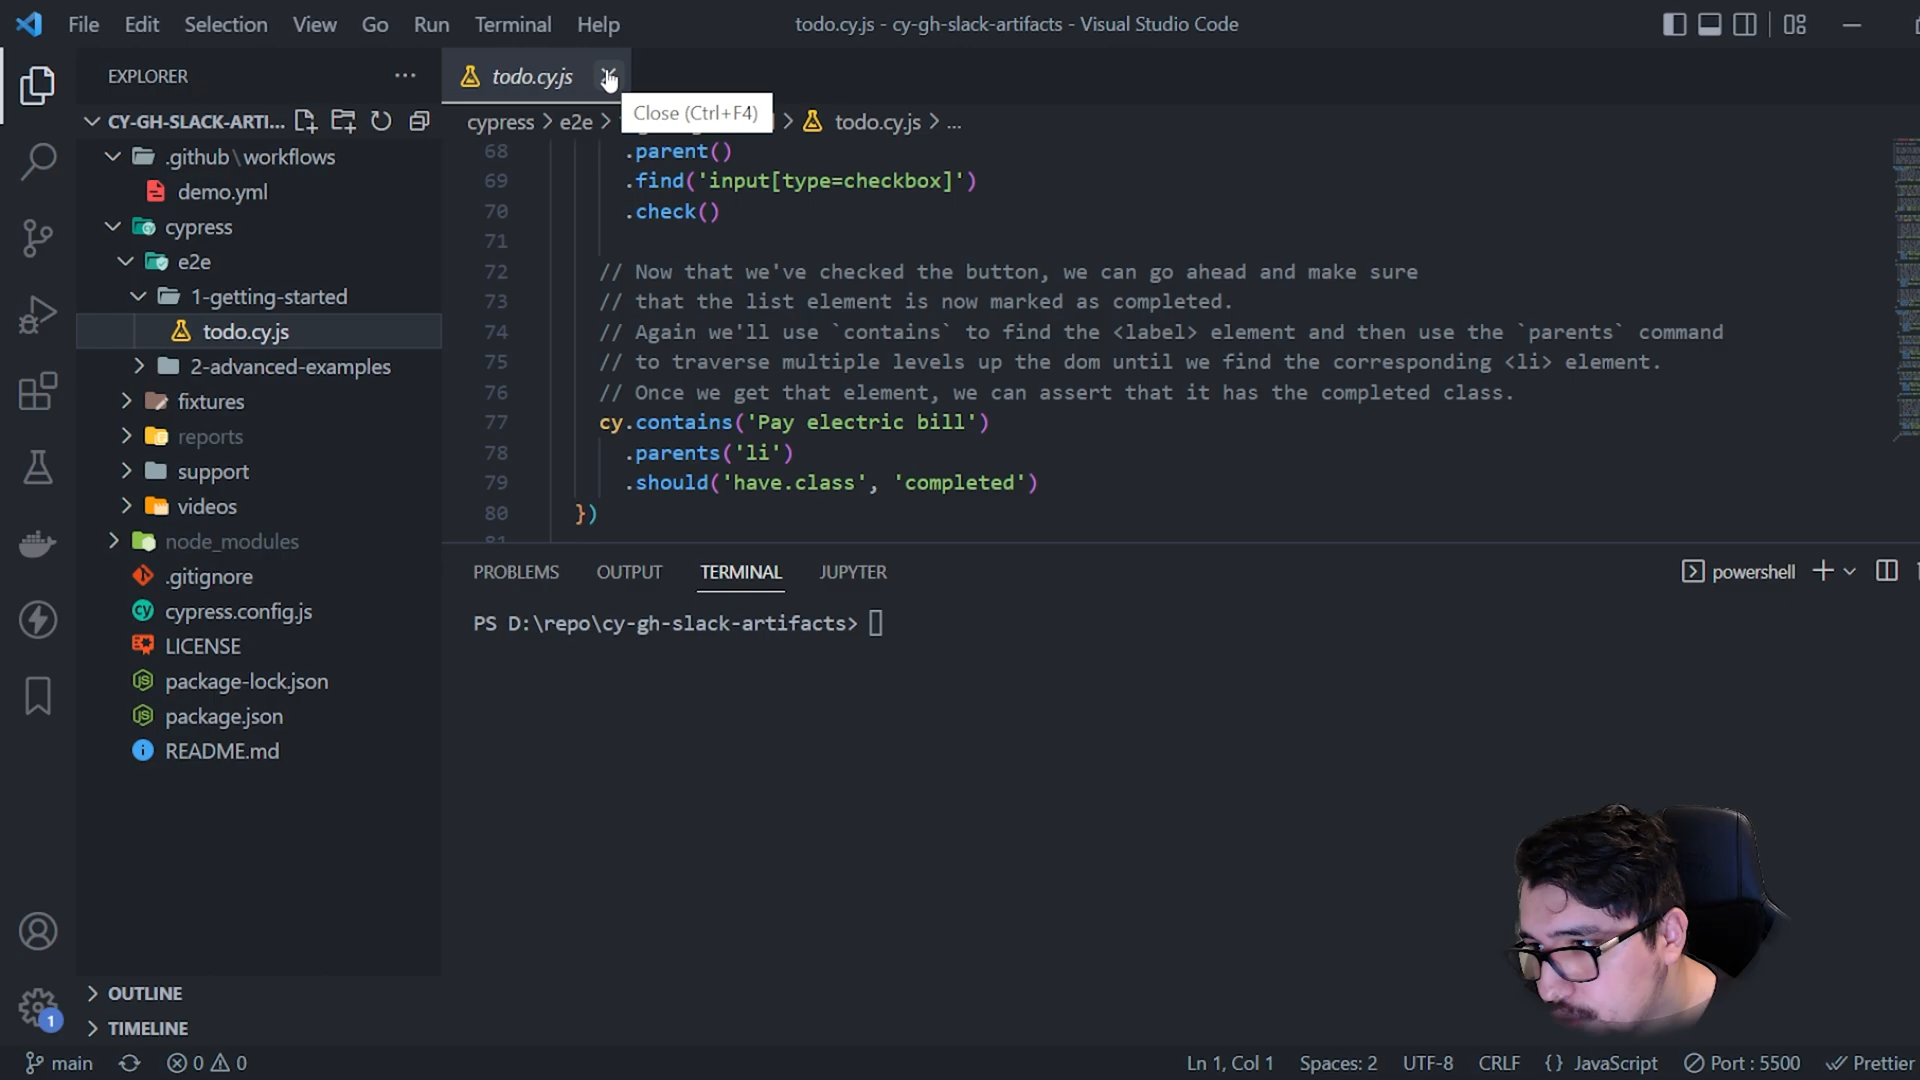 File Edit Selection View Go Run Terminal Help
todo.cy.js - cy-gh-slack-artifacts - Visual Studio Code
EXPLORER
CY-GH-SLACK-ARTI...
.github\workflows
demo.yml
cypress
e2e
1-getting-started
todo.cy.js
2-advanced-examples
fixtures
reports
support
videos
node_modules
.gitignore
cypress.config.js
LICENSE
package-lock.json
package.json
README.md
OUTLINE
TIMELINE
todo.cy.js
Close (Ctrl+F4)
cypress > e2e > > todo.cy.js > ...
68 .parent()
69 .find('input[type=checkbox]')
70 .check()
71
72 // Now that we've checked the button, we can go ahead and make sure
73 // that the list element is now marked as completed.
74 // Again we'll use `contains` to find the <label> element and then use the `parents` command
75 // to traverse multiple levels up the dom until we find the corresponding <li> element.
76 // Once we get that element, we can assert that it has the completed class.
77 cy.contains('Pay electric bill')
78 .parents('li')
79 .should('have.class', 'completed')
80 })
81
PROBLEMS OUTPUT TERMINAL JUPYTER
powershell
PS D:\repo\cy-gh-slack-artifacts>
1
main 0 0 Ln 1, Col 1 Spaces: 2 UTF-8 CRLF {} JavaScript Port : 5500 Prettier